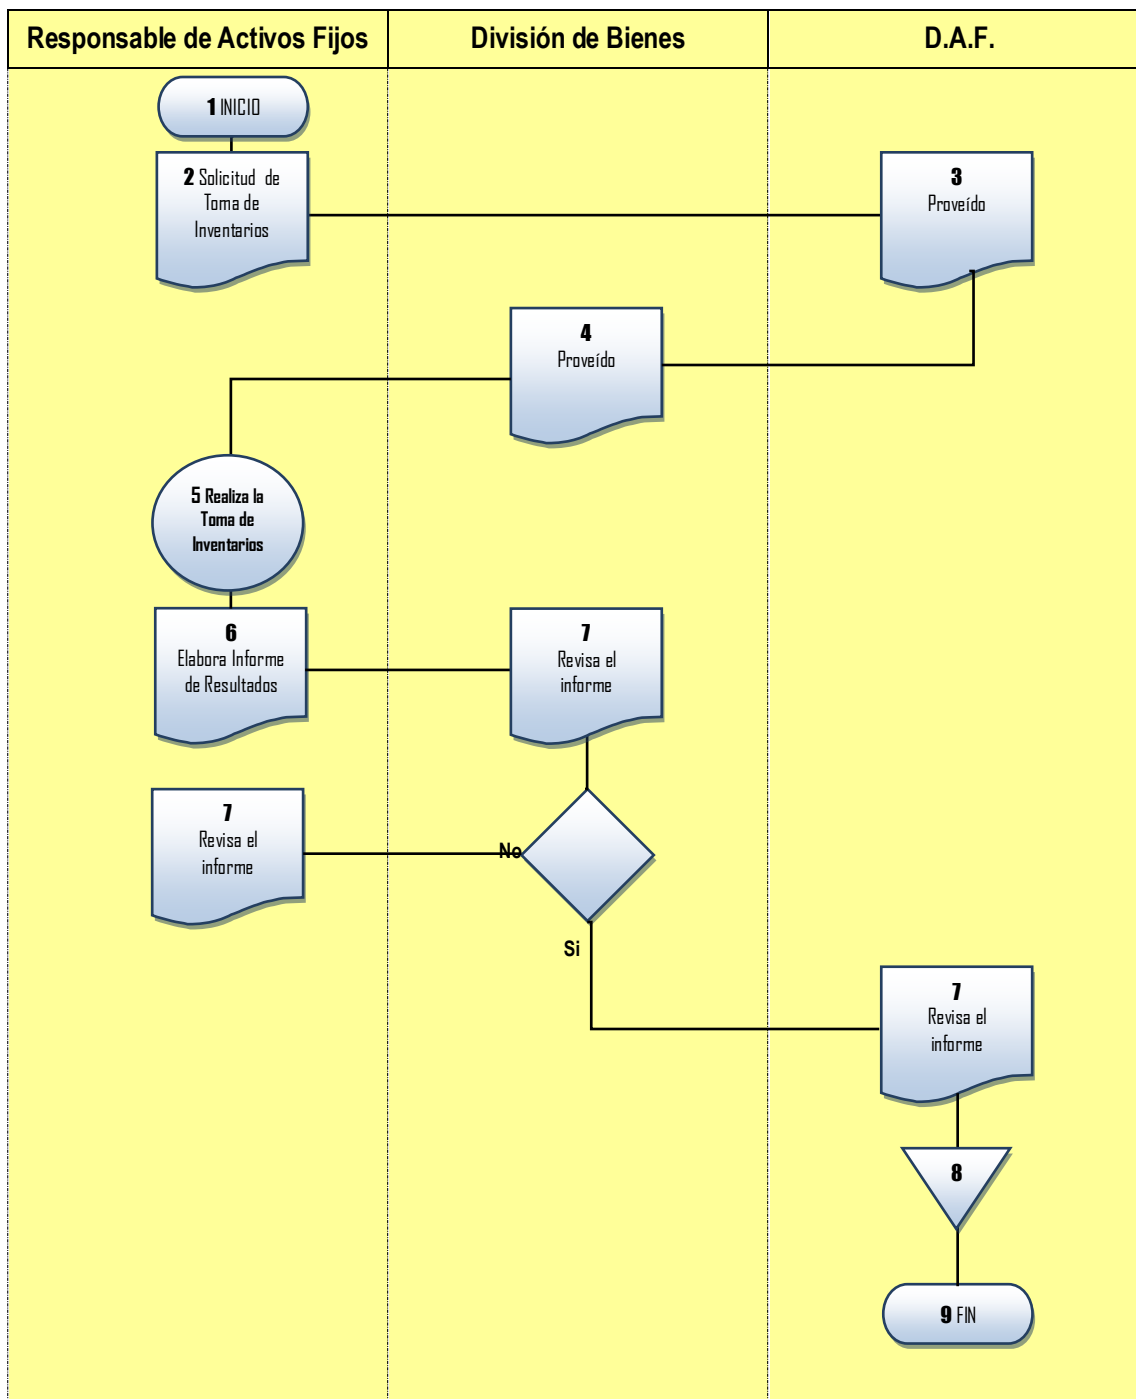 Responsable de Activos Fijos
División de Bienes
D.A.F.
1 INICIO
2 Solicitud de
Toma de
Inventarios
3
Proveído
4
Proveído
5 Realiza la
Toma de
Inventarios
6
Elabora Informe
de Resultados
7
Revisa el
informe
7
Revisa el
informe
No
Si
7
Revisa el
informe
8
9 FIN